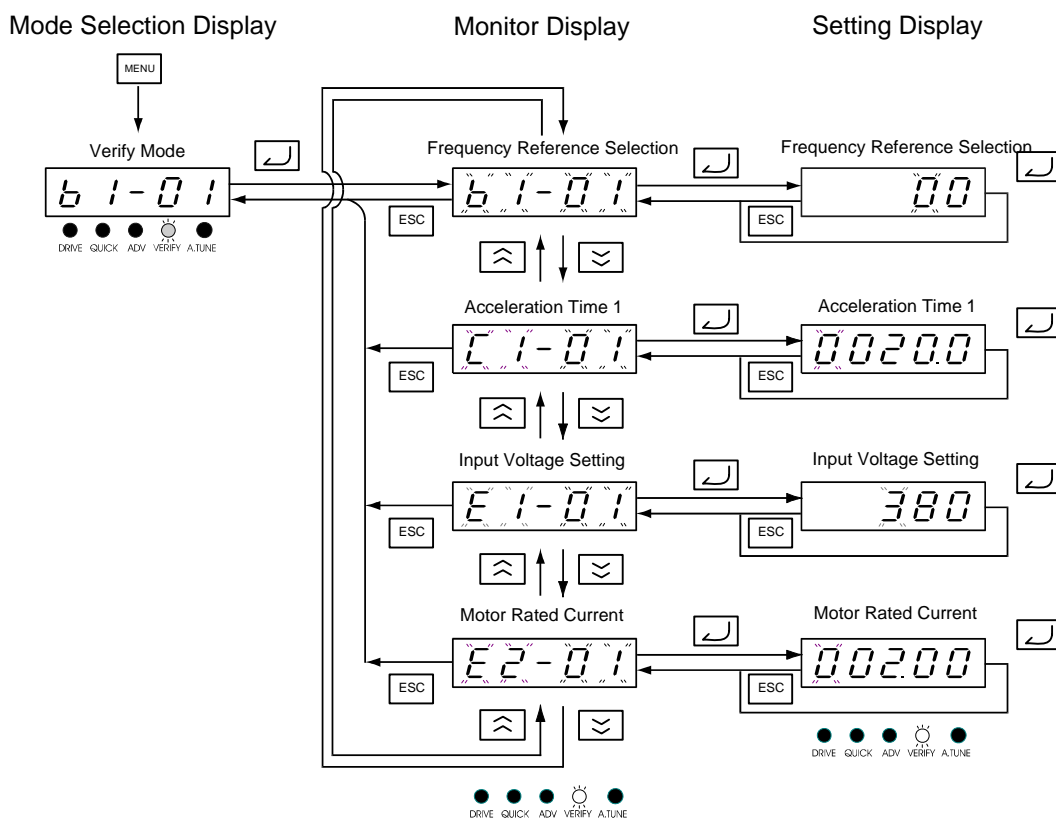 Mode Selection Display
Monitor Display
Setting Display
MENU
Verify Mode
b1-01
DRIVE QUICK ADV VERIFY A.TUNE
Frequency Reference Selection
b1-01
ESC
Frequency Reference Selection
00
ESC
Acceleration Time 1
C1-01
ESC
Acceleration Time 1
0020.0
ESC
Input Voltage Setting
E1-01
ESC
Input Voltage Setting
380
ESC
Motor Rated Current
E2-01
ESC
Motor Rated Current
002.00
ESC
DRIVE QUICK ADV VERIFY A.TUNE
DRIVE QUICK ADV VERIFY A.TUNE